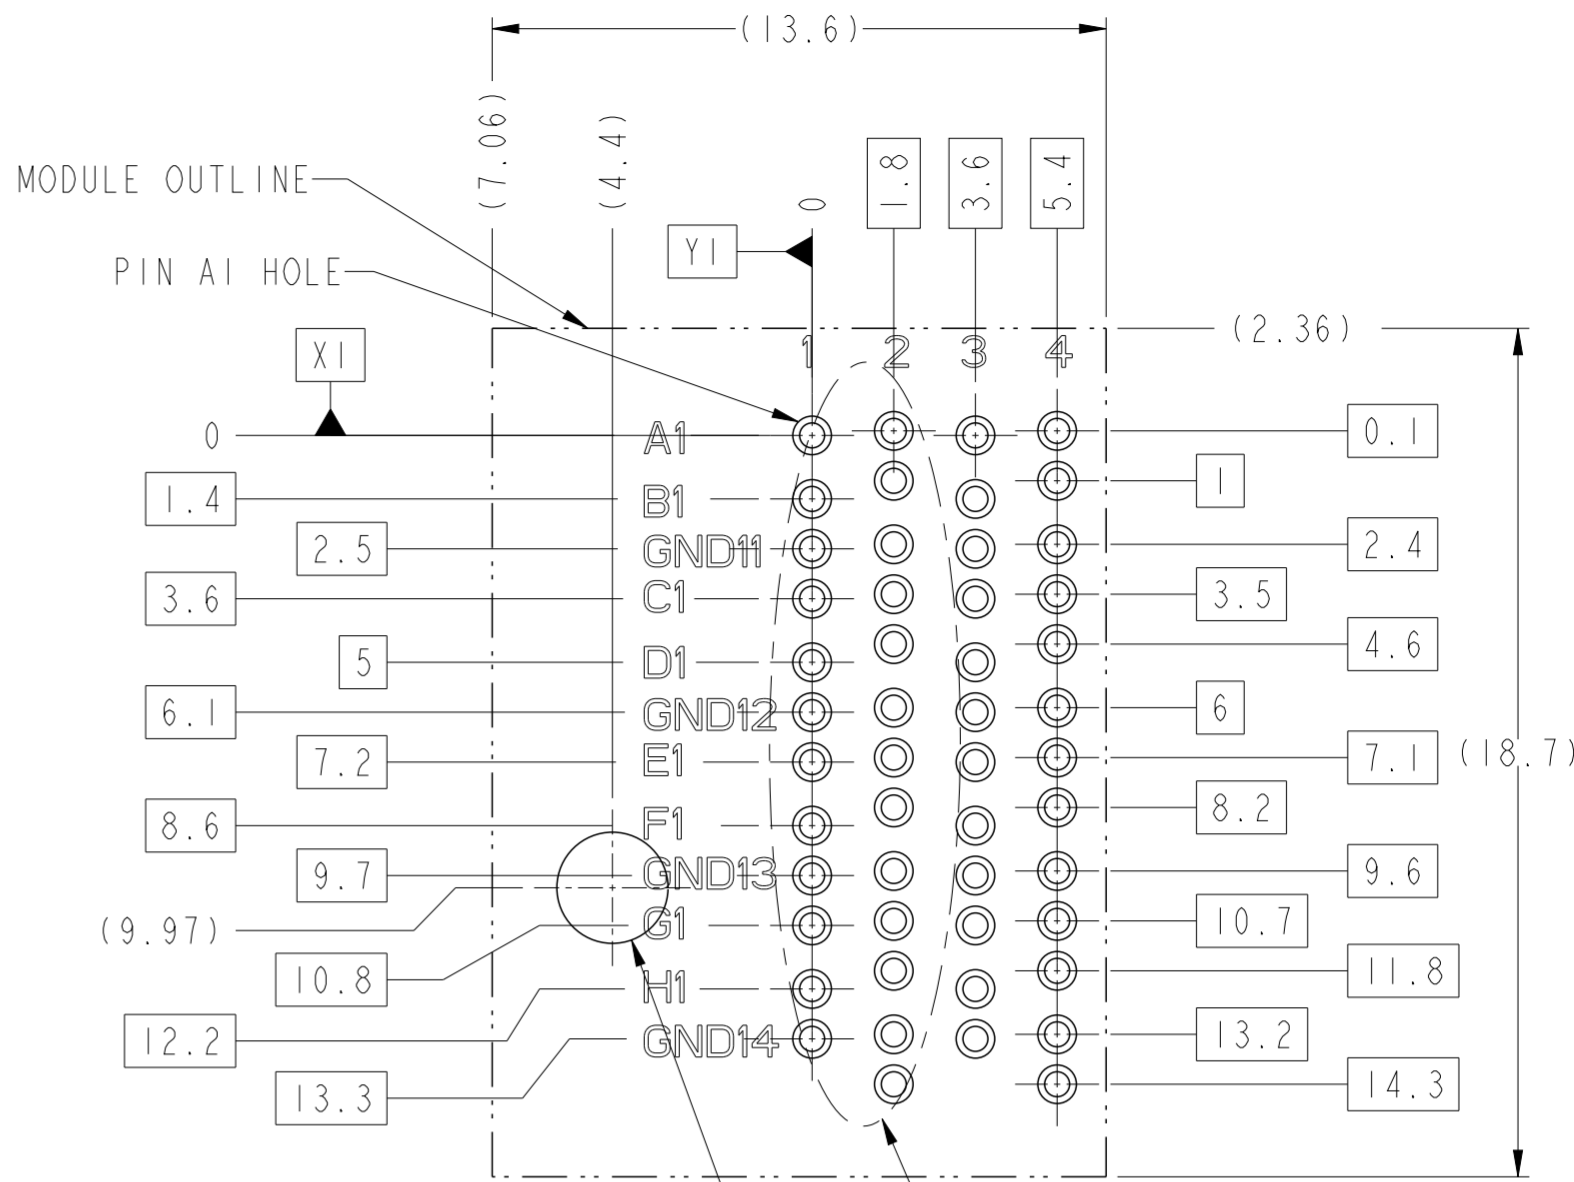 (13.6)
(7.06)
(4.4)
0
1.8
3.6
5.4
MODULE OUTLINE
Y1
PIN A1 HOLE
X1
(2.36)
1 2 3 4
0 A1 0.1
1
1.4 B1
2.5 GND11 2.4
3.6 C1 3.5
4.6
5 D1
6.1 GND12 6
7.2 E1 7.1 (18.7)
8.2
8.6 F1
9.7 GND13 9.6
(9.97) G1 10.7
10.8 11.8
H1
12.2 GND14 13.2
13.3 14.3